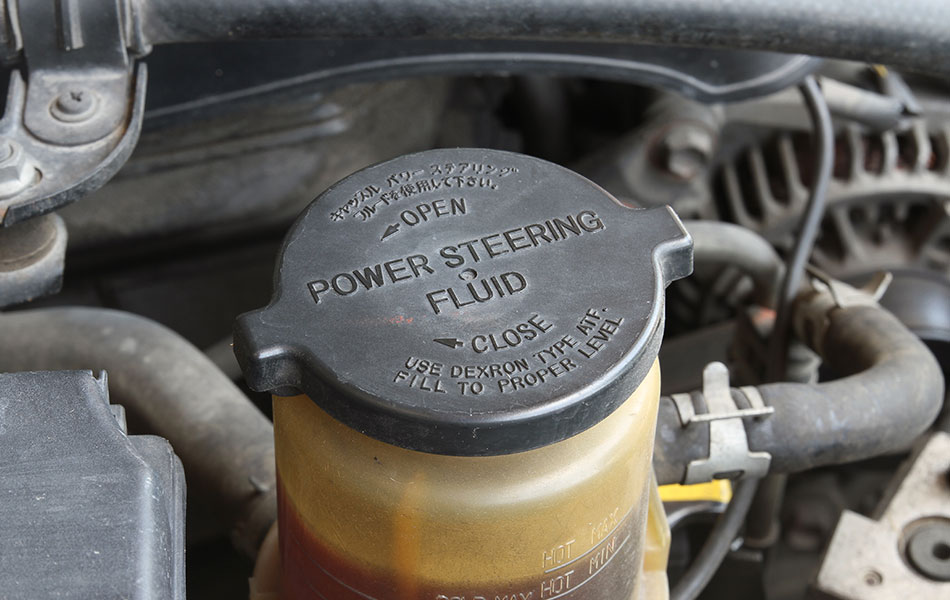 キャッスル パワー ステアリング
フルードを使用して下さい。
OPEN
POWER STEERING
FLUID
CLOSE
USE DEXRON TYPE ATF.
FILL TO PROPER LEVEL
HOT MAX
HOT MIN
COLD MAX